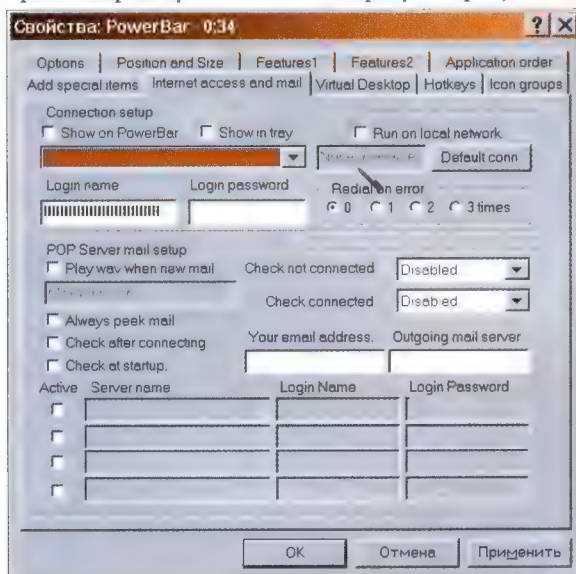 Свойства: PowerBar 0:34
Options Position and Size Features1 Features2 Application order
Add special items Internet access and mail Virtual Desktop Hotkeys Icon groups
Connection setup
Show on PowerBar Show in tray Run on local network
Default conn
Login name Login password Redial on error
0 1 2 3 times
POP Server mail setup
Play wav when new mail Check not connected Disabled
Check connected Disabled
Always peek mail
Check after connecting Your email address. Outgoing mail server
Check at startup.
Active Server name Login Name Login Password
OK Отмена Применить